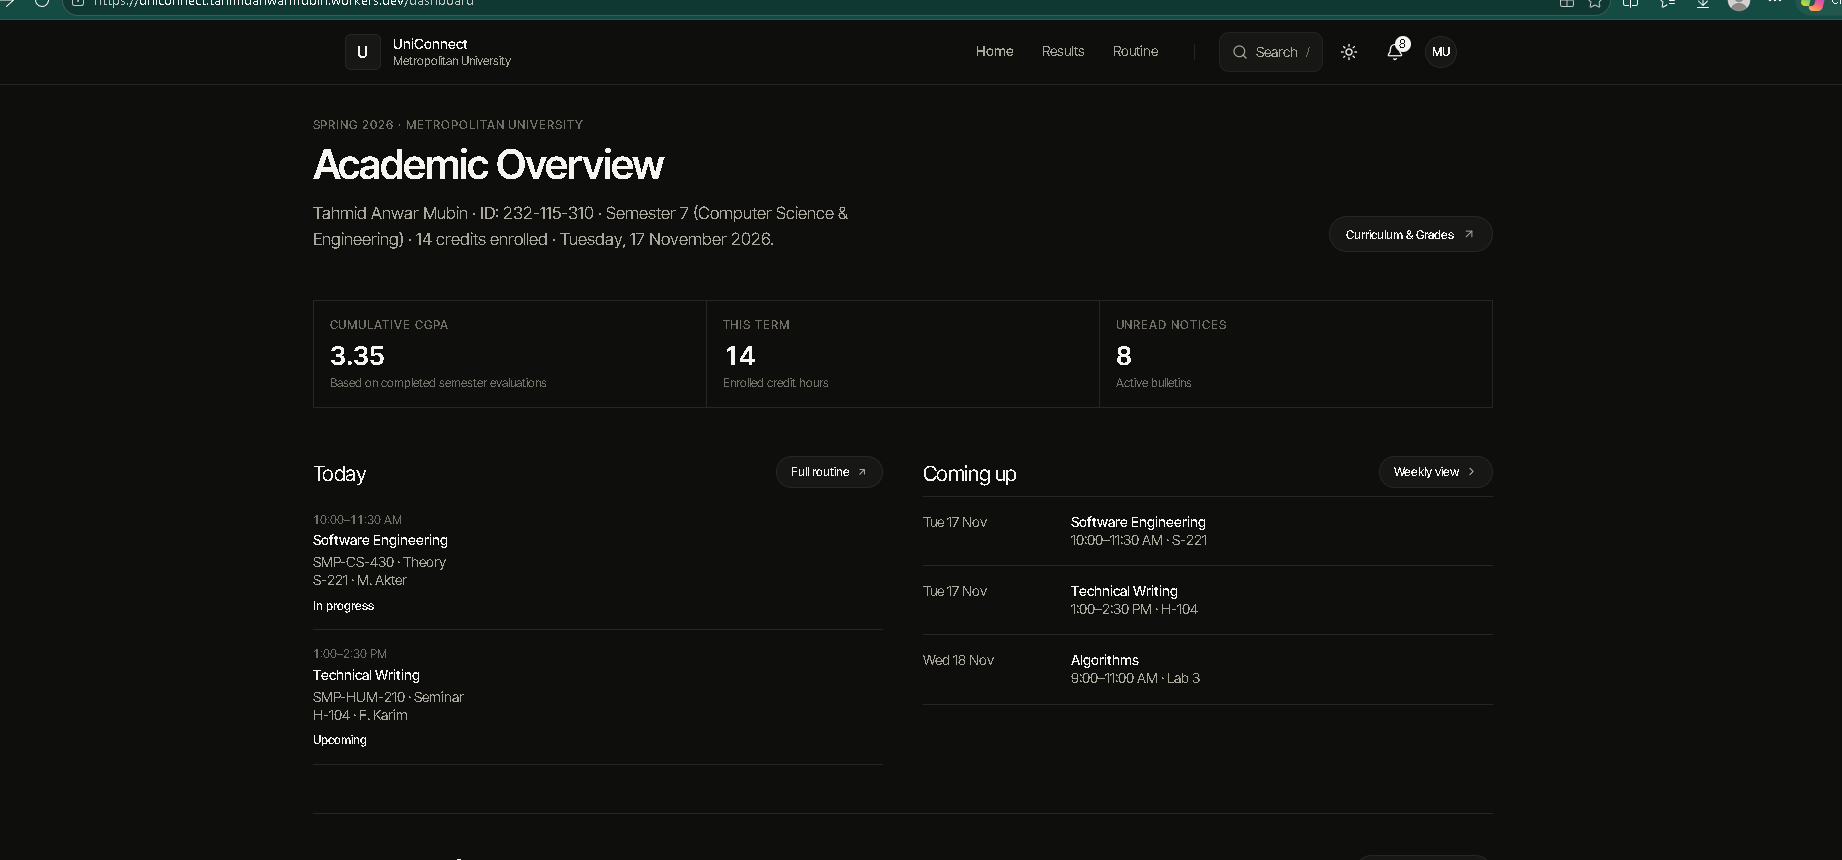 https://uniconnect.tahmidanwarmubin.workers.dev/dashboard
U
UniConnect
Metropolitan University
Home
Results
Routine
Search /
8
MU
SPRING 2026 · METROPOLITAN UNIVERSITY
Academic Overview
Tahmid Anwar Mubin · ID: 232-115-310 · Semester 7 (Computer Science &
Engineering) · 14 credits enrolled · Tuesday, 17 November 2026.
Curriculum & Grades
CUMULATIVE CGPA
3.35
Based on completed semester evaluations
THIS TERM
14
Enrolled credit hours
UNREAD NOTICES
8
Active bulletins
Today
Full routine
10:00–11:30 AM
Software Engineering
SMP-CS-430 · Theory
S-221 · M. Akter
In progress
1:00–2:30 PM
Technical Writing
SMP-HUM-210 · Seminar
H-104 · F. Karim
Upcoming
Coming up
Weekly view
Tue 17 Nov
Software Engineering
10:00–11:30 AM · S-221
Tue 17 Nov
Technical Writing
1:00–2:30 PM · H-104
Wed 18 Nov
Algorithms
9:00–11:00 AM · Lab 3